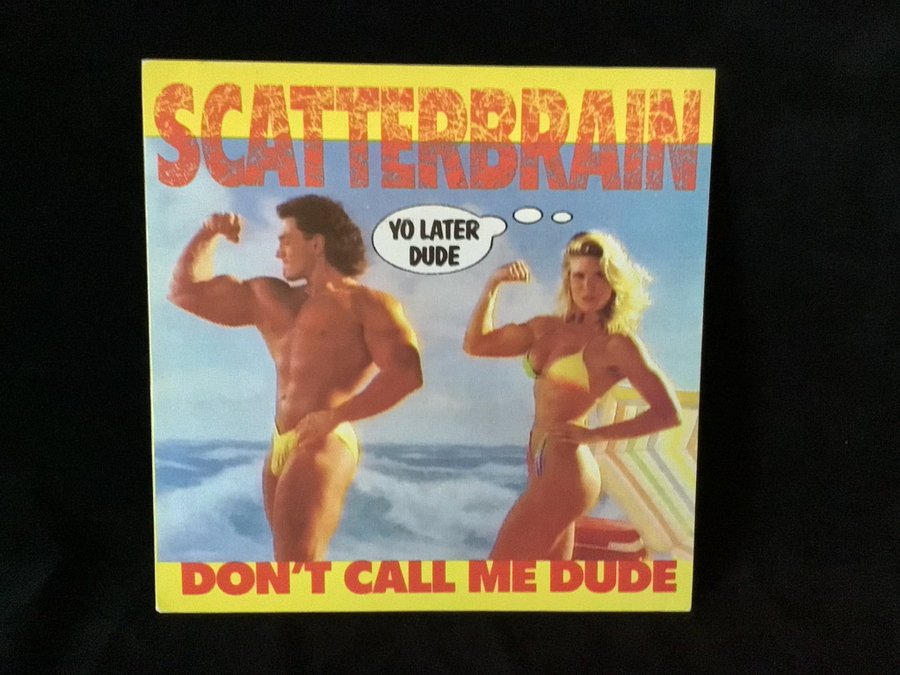 SCATTERBRAIN
YO LATER
DUDE
DON'T CALL ME DUDE